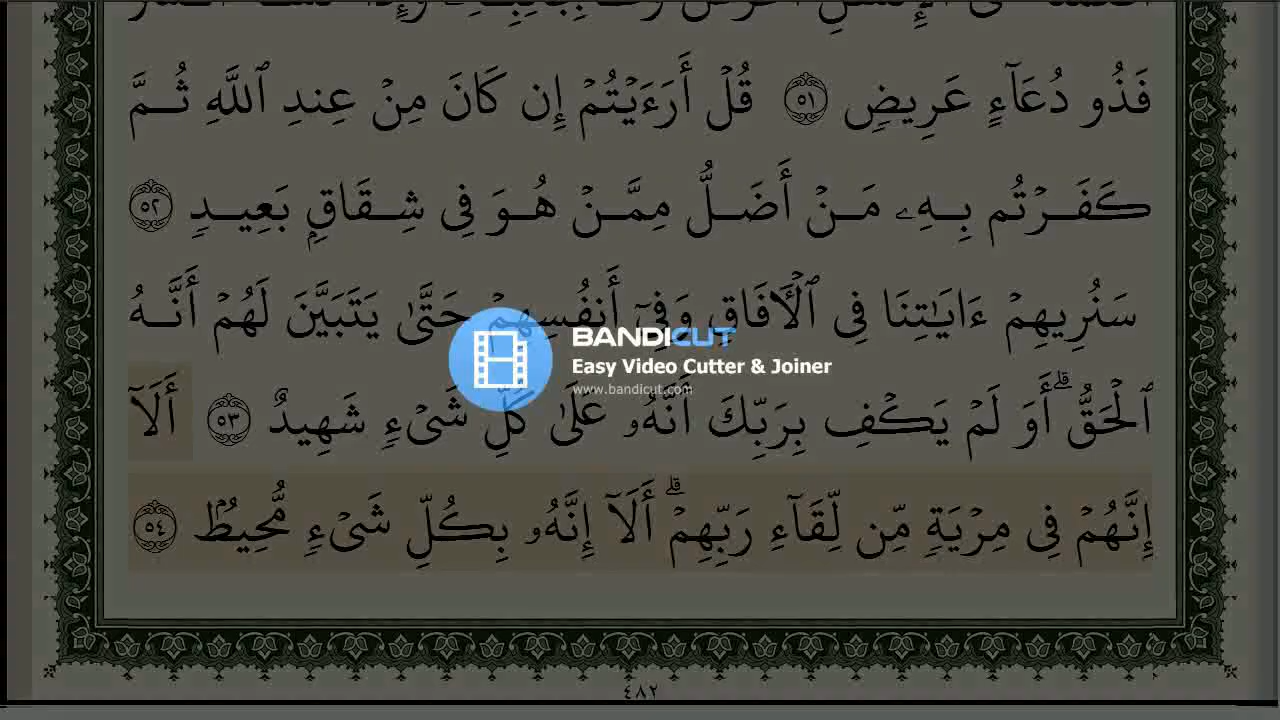 فَذُو دُعَآءٍ عَرِيضٖ ٥١ قُلۡ أَرَءَيۡتُمۡ إِن كَانَ مِنۡ عِندِ ٱللَّهِ ثُمَّ
كَفَرۡتُم بِهِۦ مَنۡ أَضَلُّ مِمَّنۡ هُوَ فِي شِقَاقِۭ بَعِيدٖ ٥٢
سَنُرِيهِمۡ ءَايَٰتِنَا فِي ٱلۡأٓفَاقِ وَفِيٓ أَنفُسِهِمۡ حَتَّىٰ يَتَبَيَّنَ لَهُمۡ أَنَّهُ
BANDICUT
Easy Video Cutter & Joiner
www.bandicut.com
ٱلۡحَقُّۗ أَوَ لَمۡ يَكۡفِ بِرَبِّكَ أَنَّهُۥ عَلَىٰ كُلِّ شَيۡءٖ شَهِيدٌ ٥٣ أَلَآ
إِنَّهُمۡ فِي مِرۡيَةٖ مِّن لِّقَآءِ رَبِّهِمۡۗ أَلَآ إِنَّهُۥ بِكُلِّ شَيۡءٖ مُّحِيطُۢ ٥٤
٤٨٢